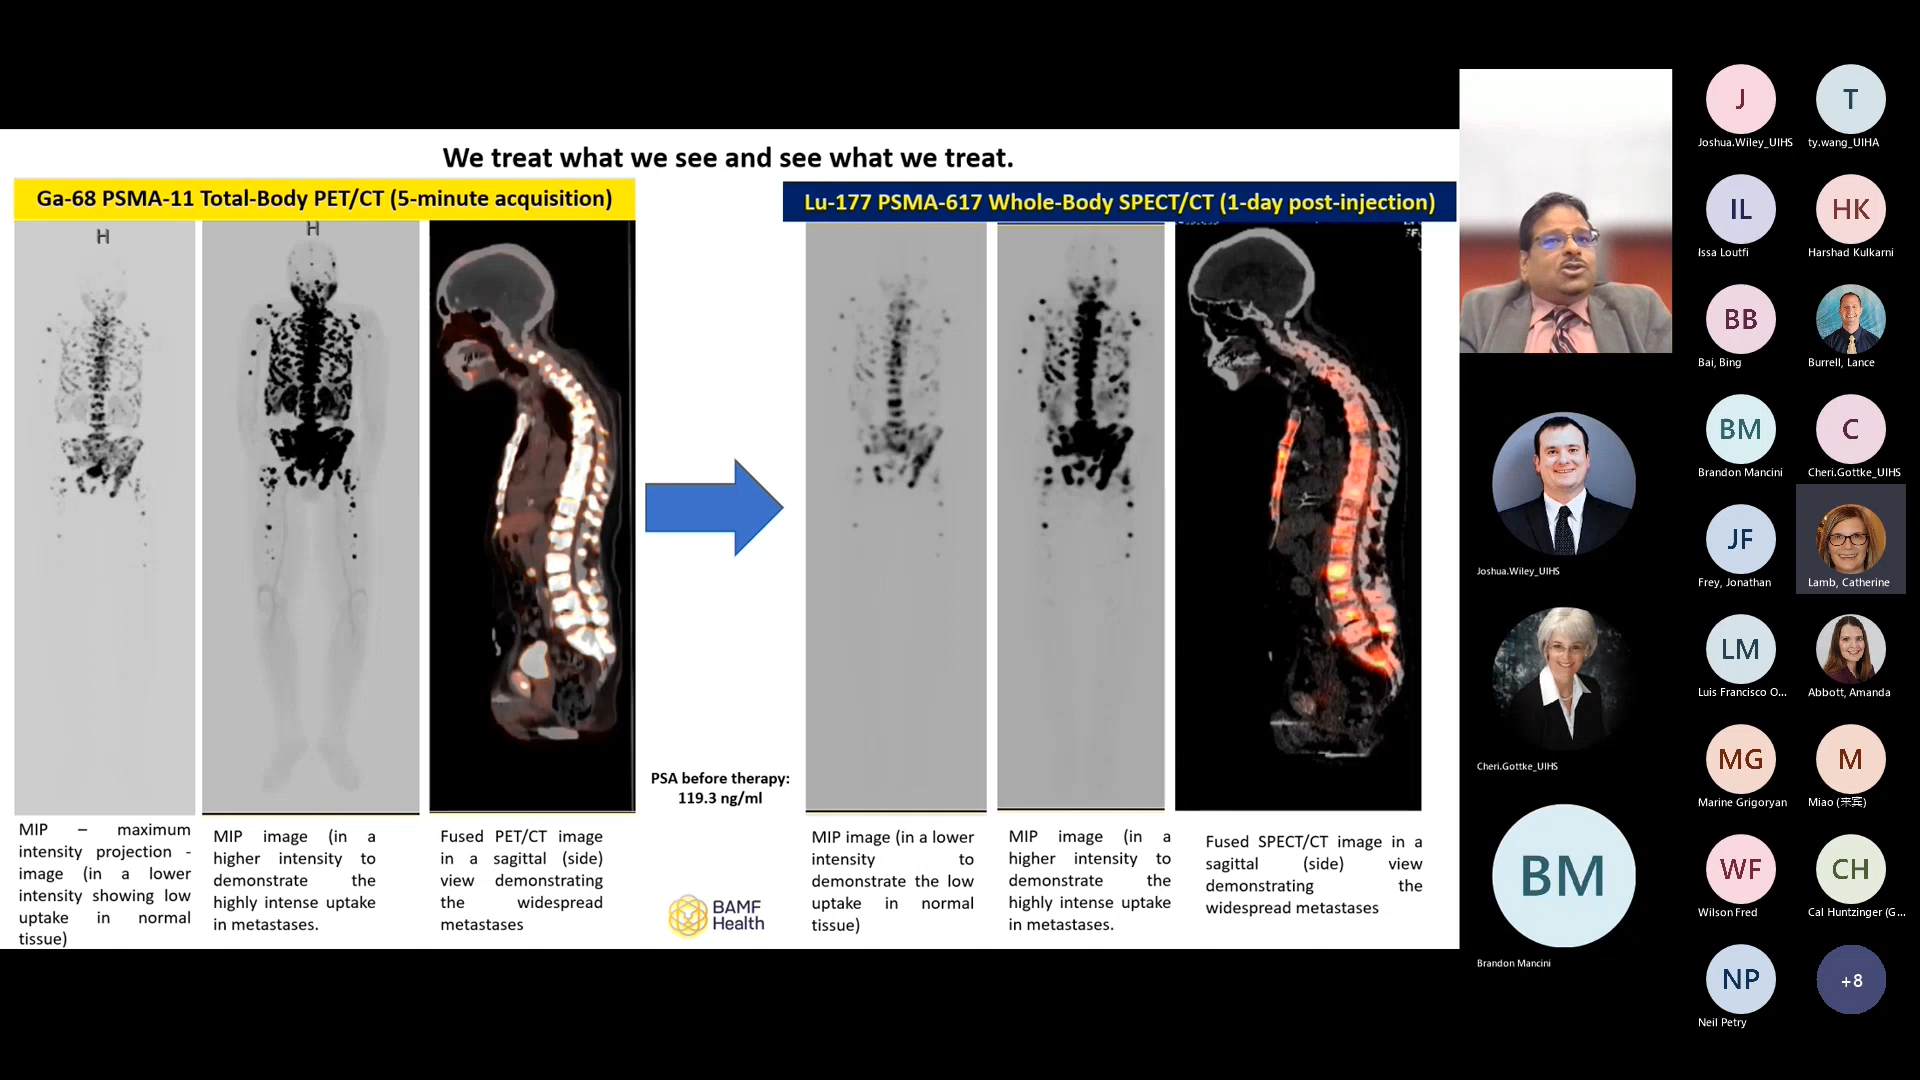 We treat what we see and see what we treat.
Ga-68 PSMA-11 Total-Body PET/CT (5-minute acquisition)
Lu-177 PSMA-617 Whole-Body SPECT/CT (1-day post-injection)
H
H
PSA before therapy:
119.3 ng/ml
MIP – maximum
intensity projection -
image (in a lower
intensity showing low
uptake in normal
tissue)
MIP image (in a
higher intensity to
demonstrate the
highly intense uptake
in metastases.
Fused PET/CT image
in a sagittal (side)
view demonstrating
the widespread
metastases
BAMF
Health
MIP image (in a lower
intensity to
demonstrate the low
uptake in normal
tissue)
MIP image (in a
higher intensity to
demonstrate the
highly intense uptake
in metastases.
Fused SPECT/CT image in a
sagittal (side) view
demonstrating the
widespread metastases
Joshua.Wiley_UIHS
Cheri.Gottke_UIHS
BM
Brandon Mancini
J
Joshua.Wiley_UIHS
T
ty.wang_UIHA
IL
Issa Loutfi
HK
Harshad Kulkarni
BB
Bai, Bing
Burrell, Lance
BM
Brandon Mancini
C
Cheri.Gottke_UIHS
JF
Frey, Jonathan
Lamb, Catherine
LM
Luis Francisco O...
Abbott, Amanda
MG
Marine Grigoryan
M
Miao (来宾)
WF
Wilson Fred
CH
Cal Huntzinger (G...
NP
Neil Petry
+8